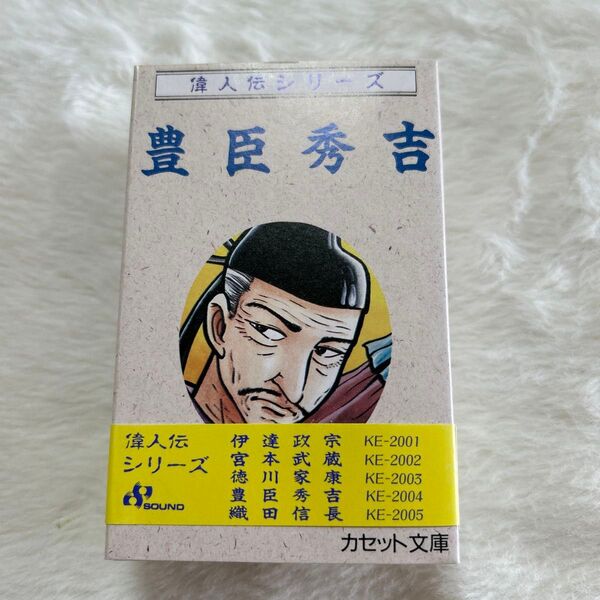 偉人伝シリーズ
豊臣秀吉
偉人伝
シリーズ
SOUND
伊達政宗 KE-2001
宮本武蔵 KE-2002
徳川家康 KE-2003
豊臣秀吉 KE-2004
織田信長 KE-2005
カセット文庫